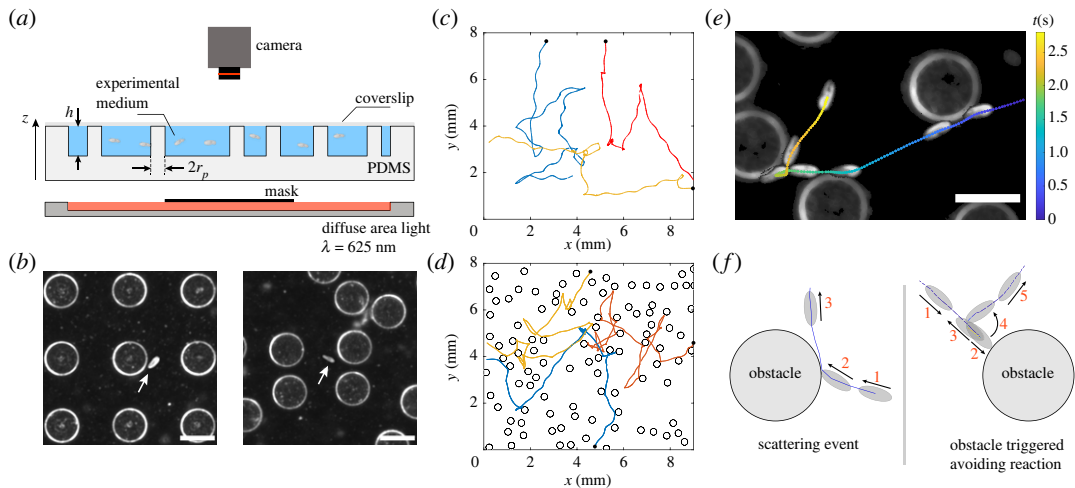 (a)
camera
experimental
medium
coverslip
h
z
2r_p
PDMS
mask
diffuse area light
λ = 625 nm
(b)
(c)
8
6
4
2
y (mm)
0
2
4
6
8
x (mm)
(d)
8
6
4
2
y (mm)
0
2
4
6
8
x (mm)
(e)
t(s)
2.5
2.0
1.5
1.0
0.5
0
(f)
3
2
1
obstacle
scattering event
5
1
4
3
2
obstacle
obstacle triggered
avoiding reaction